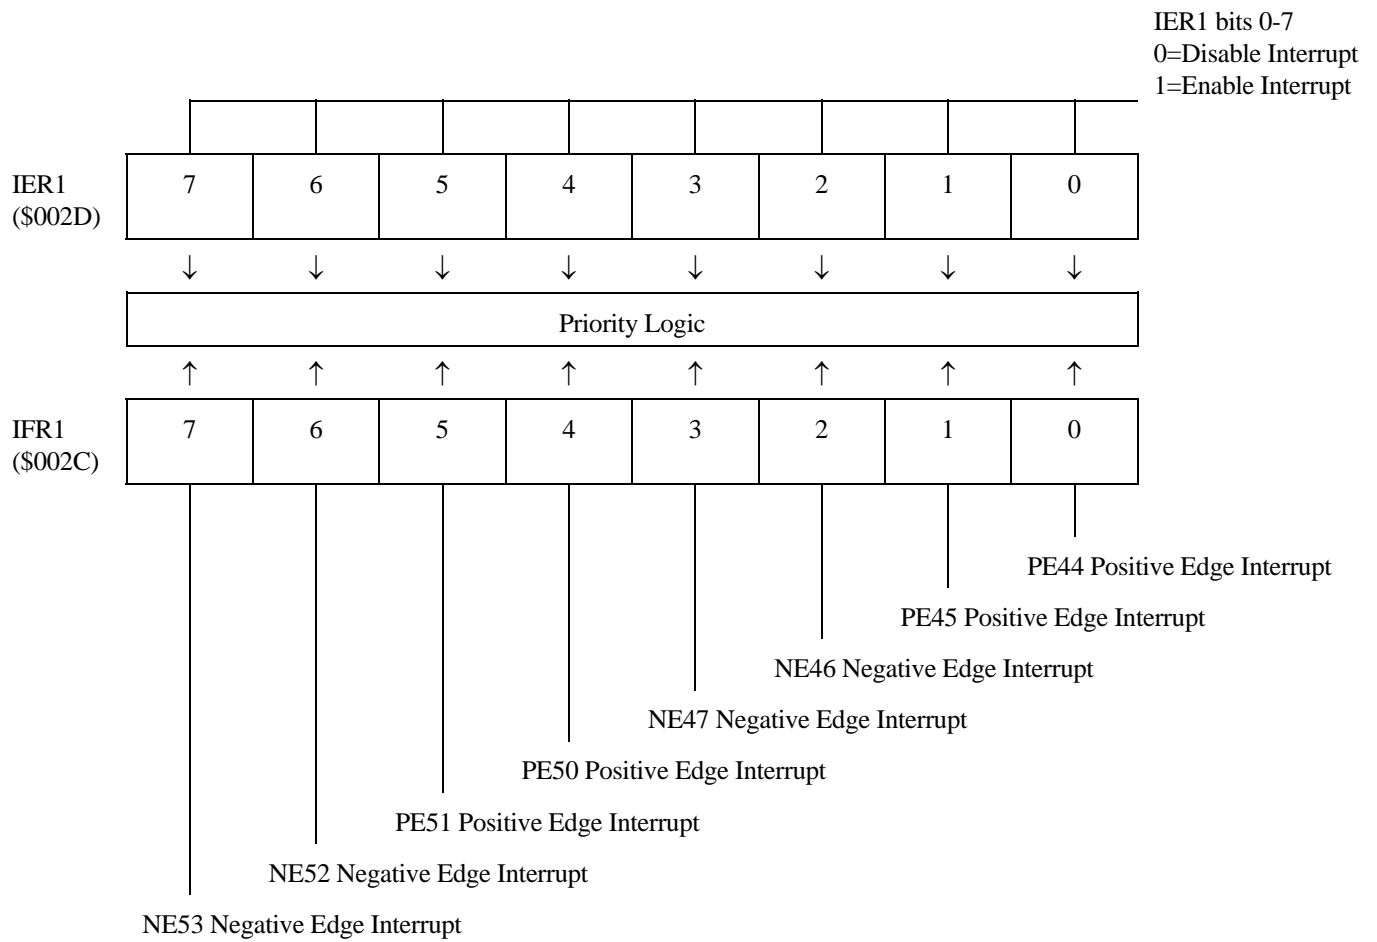 IER1 bits 0-7
0=Disable Interrupt
1=Enable Interrupt
IER1
($002D)
7 6 5 4 3 2 1 0
↓ ↓ ↓ ↓ ↓ ↓ ↓ ↓
Priority Logic
↑ ↑ ↑ ↑ ↑ ↑ ↑ ↑
IFR1
($002C)
7 6 5 4 3 2 1 0
PE44 Positive Edge Interrupt
PE45 Positive Edge Interrupt
NE46 Negative Edge Interrupt
NE47 Negative Edge Interrupt
PE50 Positive Edge Interrupt
PE51 Positive Edge Interrupt
NE52 Negative Edge Interrupt
NE53 Negative Edge Interrupt